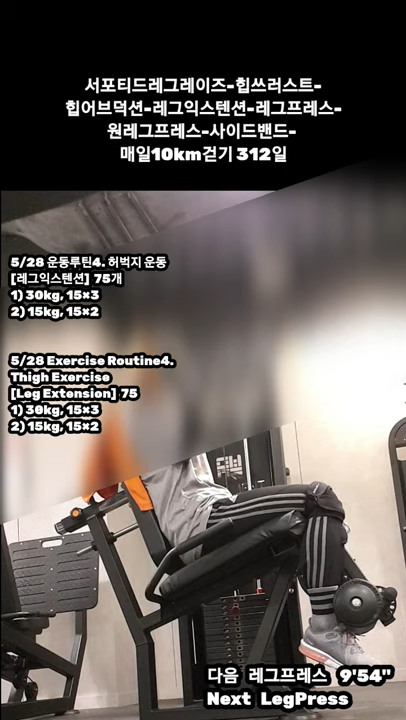 서포티드레그레이즈-힙쓰러스트-
힙어브덕션-레그익스텐션-레그프레스-
원레그프레스-사이드밴드-
매일10km걷기 312일
5/28 운동루틴4. 허벅지 운동
[레그익스텐션] 75개
1) 30kg, 15×3
2) 15kg, 15×2
5/28 Exercise Routine4.
Thigh Exercise
[Leg Extension] 75
1) 30kg, 15×3
2) 15kg, 15×2
다음 레그프레스 9'54"
Next LegPress